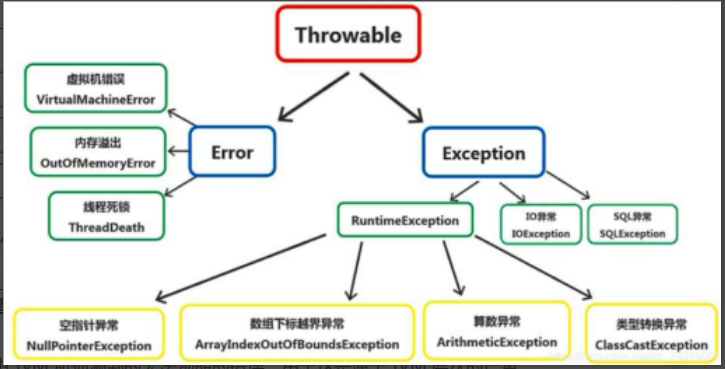 Throwable
虚拟机错误
VirtualMachineError
内存溢出
OutOfMemoryError
线程死锁
ThreadDeath
Error
Exception
RuntimeException
IO异常
IOException
SQL异常
SQLException
空指针异常
NullPointerException
数组下标越界异常
ArrayIndexOutOfBoundsException
算数异常
ArithmeticException
类型转换异常
ClassCastException